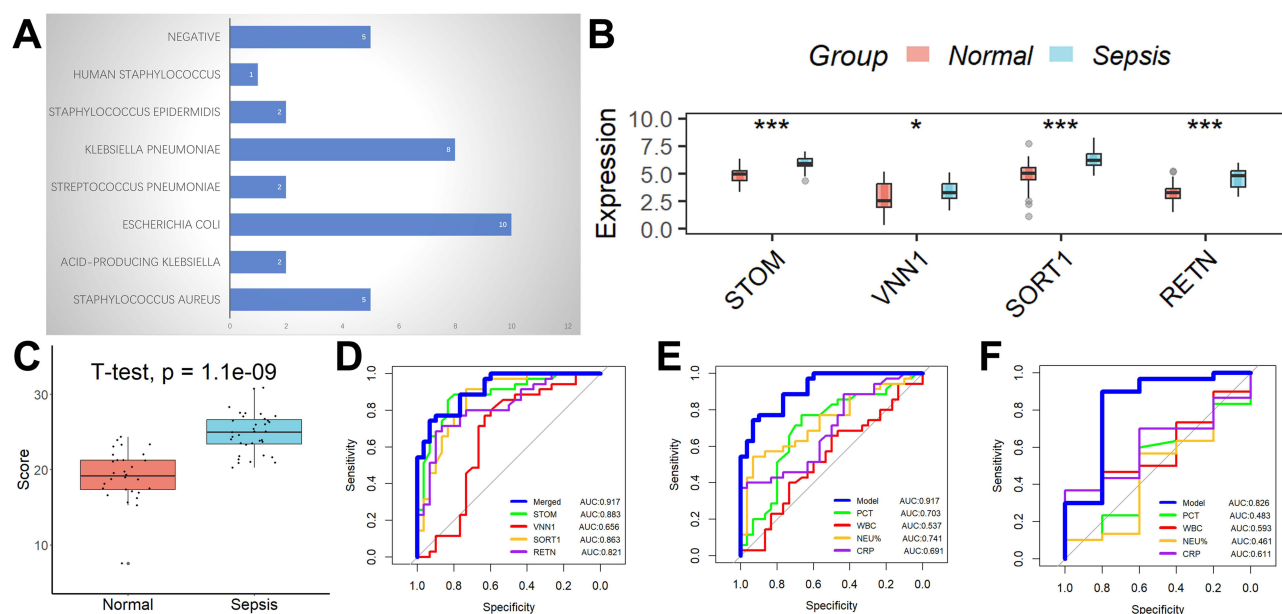 A
NEGATIVE
5
HUMAN STAPHYLOCOCCUS
1
STAPHYLOCOCCUS EPIDERMIDIS
2
KLEBSIELLA PNEUMONIAE
8
STREPTOCOCCUS PNEUMONIAE
2
ESCHERICHIA COLI
10
ACID-PRODUCING KLEBSIELLA
2
STAPHYLOCOCCUS AUREUS
5
0 2 4 6 8 10 12
B
Group Normal Sepsis
Expression
10.0
7.5
5.0
2.5
0.0
*** * *** ***
STOM VNN1 SORT1 RETN
C
T-test, p = 1.1e-09
Score
30
20
10
Normal Sepsis
D
Sensitivity
1.0
0.8
0.6
0.4
0.2
0.0
Merged AUC:0.917
STOM AUC:0.883
VNN1 AUC:0.656
SORT1 AUC:0.863
RETN AUC:0.821
1.0 0.8 0.6 0.4 0.2 0.0
Specificity
E
Sensitivity
1.0
0.8
0.6
0.4
0.2
0.0
Model AUC:0.917
PCT AUC:0.703
WBC AUC:0.537
NEU% AUC:0.741
CRP AUC:0.691
1.0 0.8 0.6 0.4 0.2 0.0
Specificity
F
Sensitivity
1.0
0.8
0.6
0.4
0.2
0.0
Model AUC:0.826
PCT AUC:0.483
WBC AUC:0.593
NEU% AUC:0.461
CRP AUC:0.611
1.0 0.8 0.6 0.4 0.2 0.0
Specificity